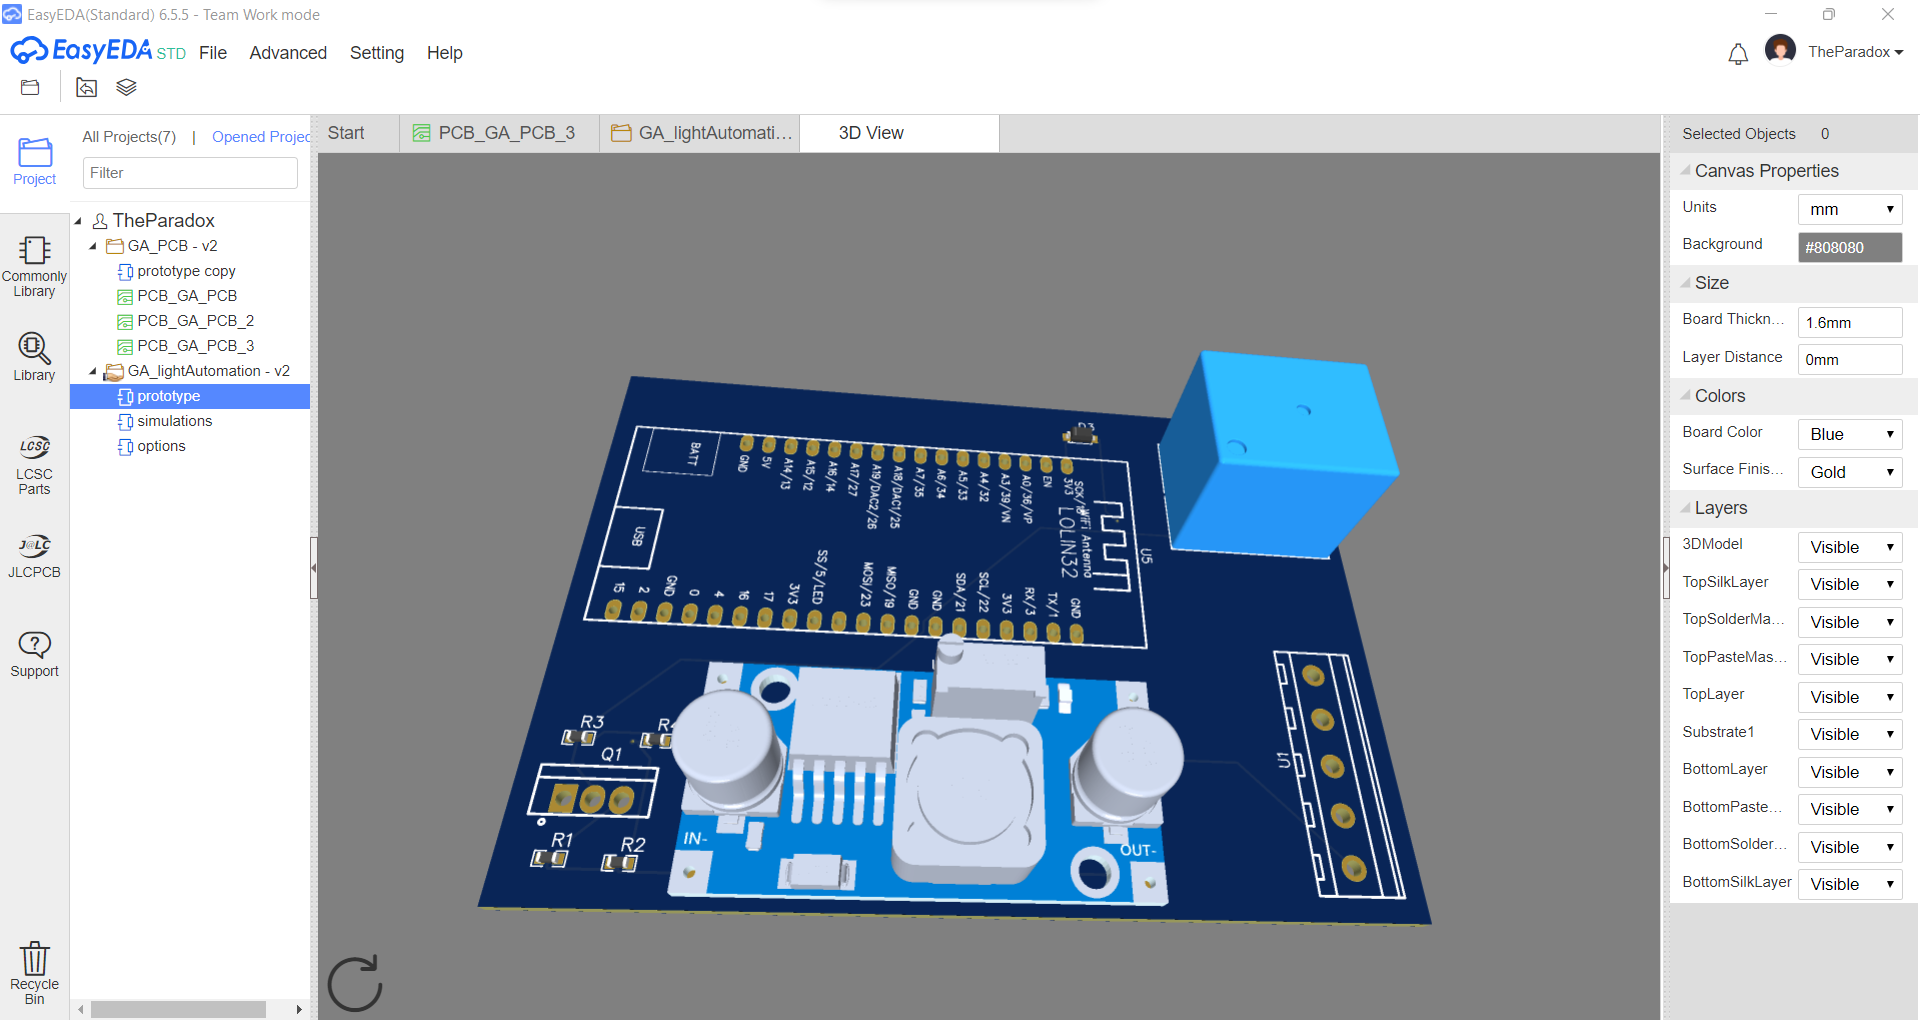 EasyEDA(Standard) 6.5.5 - Team Work mode
EasyEDA STD File Advanced Setting Help
TheParadox
All Projects(7) | Opened Projec
Filter
Project
Commonly
Library
Library
LCSC
LCSC
Parts
J@LC
JLCPCB
Support
Recycle
Bin
TheParadox
GA_PCB - v2
prototype copy
PCB_GA_PCB
PCB_GA_PCB_2
PCB_GA_PCB_3
GA_lightAutomation - v2
prototype
simulations
options
Start
PCB_GA_PCB_3
GA_lightAutomati...
3D View
BATT
GND
5V
A14/13
A15/12
A16/14
A17/27
A19/DAC2/26
A18/DAC1/25
A7/35
A6/34
A5/33
A4/32
A3/39/VN
A0/36/VP
EN
3V3
WiFi Antenna
LOLIN32
U5
USB
15
2
GND
0
4
16
17
3V3
SS/5/LED
MOSI/23
MISO/19
GND
GND
SDA/21
SCL/22
3V3
RX/3
TX/1
GND
R3
Q1
R1
R2
IN-
OUT-
Selected Objects 0
Canvas Properties
Units mm
Background #808080
Size
Board Thickn... 1.6mm
Layer Distance 0mm
Colors
Board Color Blue
Surface Finis... Gold
Layers
3DModel Visible
TopSilkLayer Visible
TopSolderMa... Visible
TopPasteMas... Visible
TopLayer Visible
Substrate1 Visible
BottomLayer Visible
BottomPaste... Visible
BottomSolder... Visible
BottomSilkLayer Visible